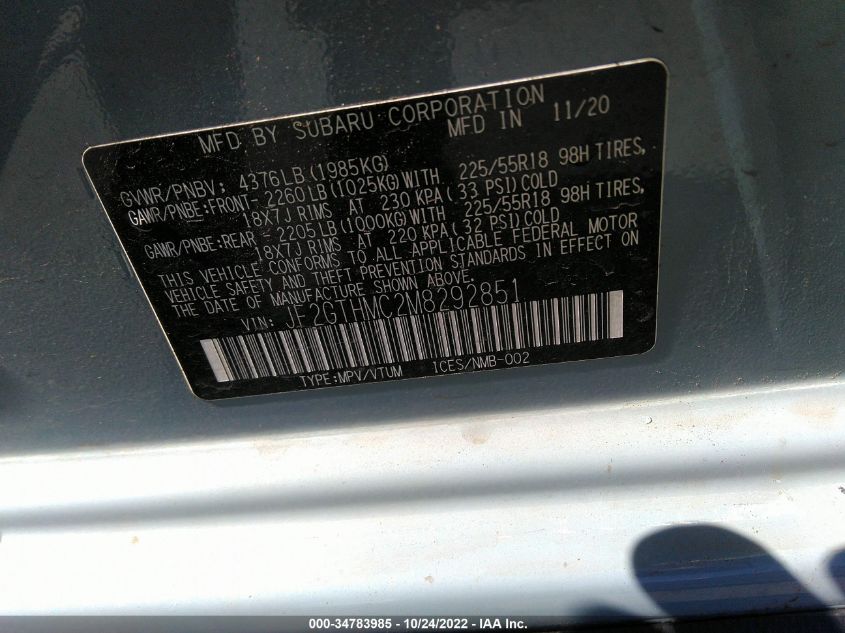 MFD BY SUBARU CORPORATION
MFD IN 11/20
GVWR/PNBV: 4376LB(1985KG)
GAWR/PNBE:FRONT- 2260LB(1025KG)WITH 225/55R18 98H TIRES,
18X7J RIMS AT 230 KPA( 33 PSI)COLD
GAWR/PNBE:REAR - 2205LB(1000KG)WITH 225/55R18 98H TIRES,
18X7J RIMS AT 220 KPA( 32 PSI)COLD
THIS VEHICLE CONFORMS TO ALL APPLICABLE FEDERAL MOTOR
VEHICLE SAFETY AND THEFT PREVENTION STANDARDS IN EFFECT ON
THE DATE OF MANUFACTURE SHOWN ABOVE.
VIN: JF2GTHMC2M8292851
TYPE:MPV/VTUM ICES/NMB-002
000-34783985 - 10/24/2022 - IAA Inc.